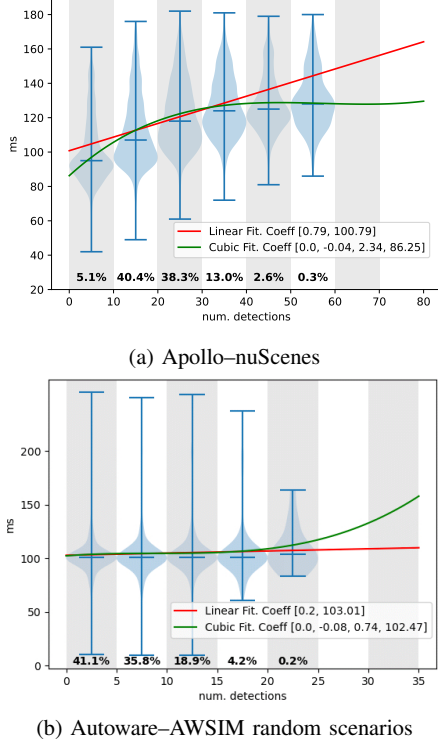 180
160
140
120
100
80
60
40
20
ms
Linear Fit. Coeff [0.79, 100.79]
Cubic Fit. Coeff [0.0, -0.04, 2.34, 86.25]
5.1% 40.4% 38.3% 13.0% 2.6% 0.3%
0 10 20 30 40 50 60 70 80
num. detections
(a) Apollo–nuScenes
200
150
100
50
0
ms
Linear Fit. Coeff [0.2, 103.01]
Cubic Fit. Coeff [0.0, -0.08, 0.74, 102.47]
41.1% 35.8% 18.9% 4.2% 0.2%
0 5 10 15 20 25 30 35
num. detections
(b) Autoware–AWSIM random scenarios